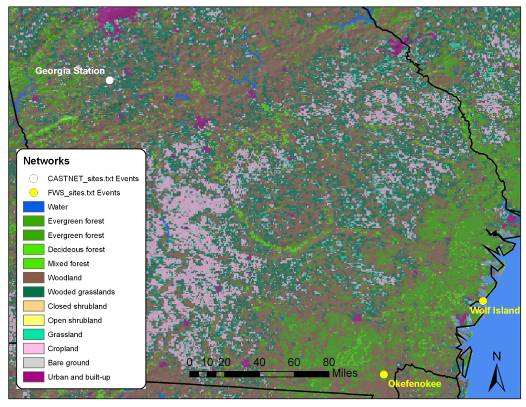 Georgia Station
Networks
CASTNET_sites.txt Events
FWS_sites.txt Events
Water
Evergreen forest
Evergreen forest
Decideous forest
Mixed forest
Woodland
Wooded grasslands
Closed shrubland
Open shrubland
Grassland
Cropland
Bare ground
Urban and built-up
Wolf Island
N
0 10 20 40 60 80
Miles
Okefenokee